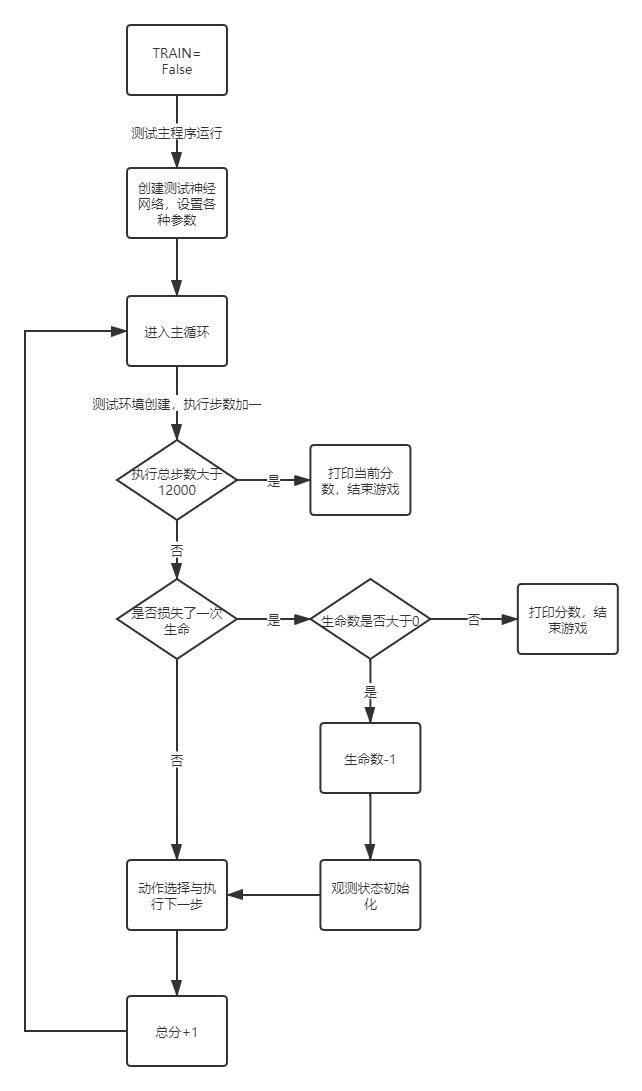 TRAIN=
False
测试主程序运行
创建测试神经
网络，设置各
种参数
进入主循环
测试环境创建，执行步数加一
执行总步数大于
12000
是
打印当前分
数，结束游戏
否
是否损失了一次
生命
是
生命数是否大于0
否
打印分数，结
束游戏
是
生命数-1
否
动作选择与执
行下一步
观测状态初始
化
总分+1